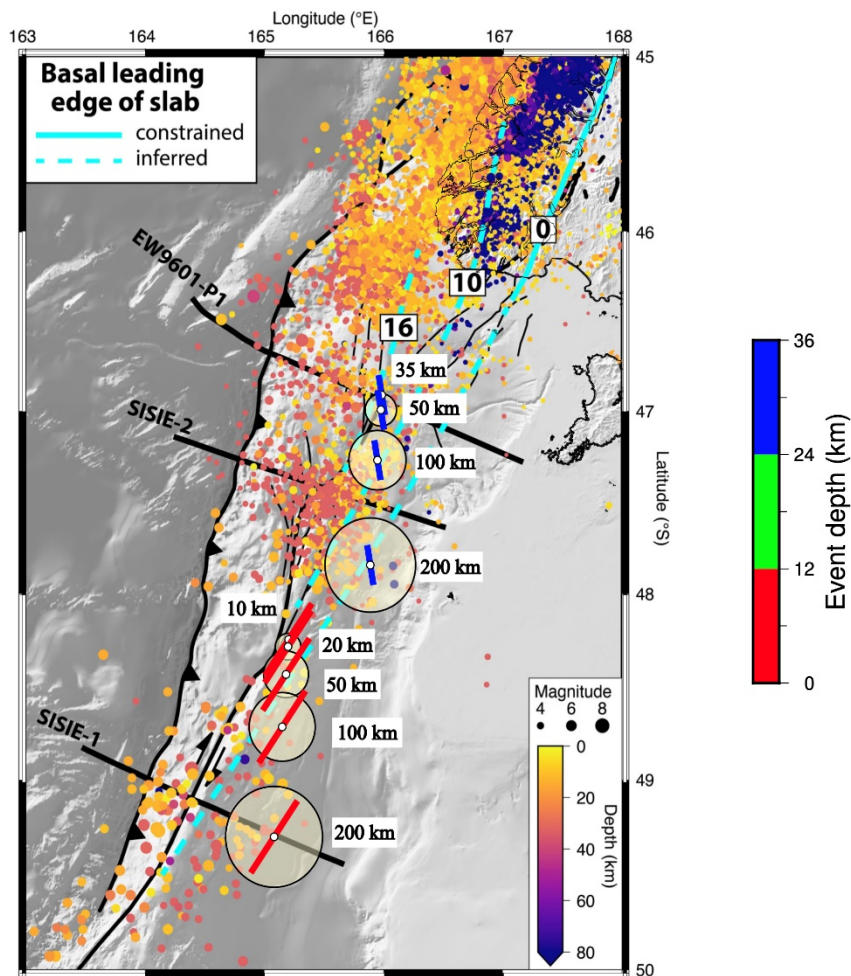 Longitude (°E)
163 164 165 166 167 168
Basal leading
edge of slab
constrained
inferred
45
46
47
48
49
50
Latitude (°S)
EW9601-P1
SISIE-2
SISIE-1
0
10
16
35 km
50 km
100 km
200 km
10 km
20 km
50 km
100 km
200 km
Magnitude
4 6 8
0
20
40
60
80
Depth (km)
36
24
12
0
Event depth (km)